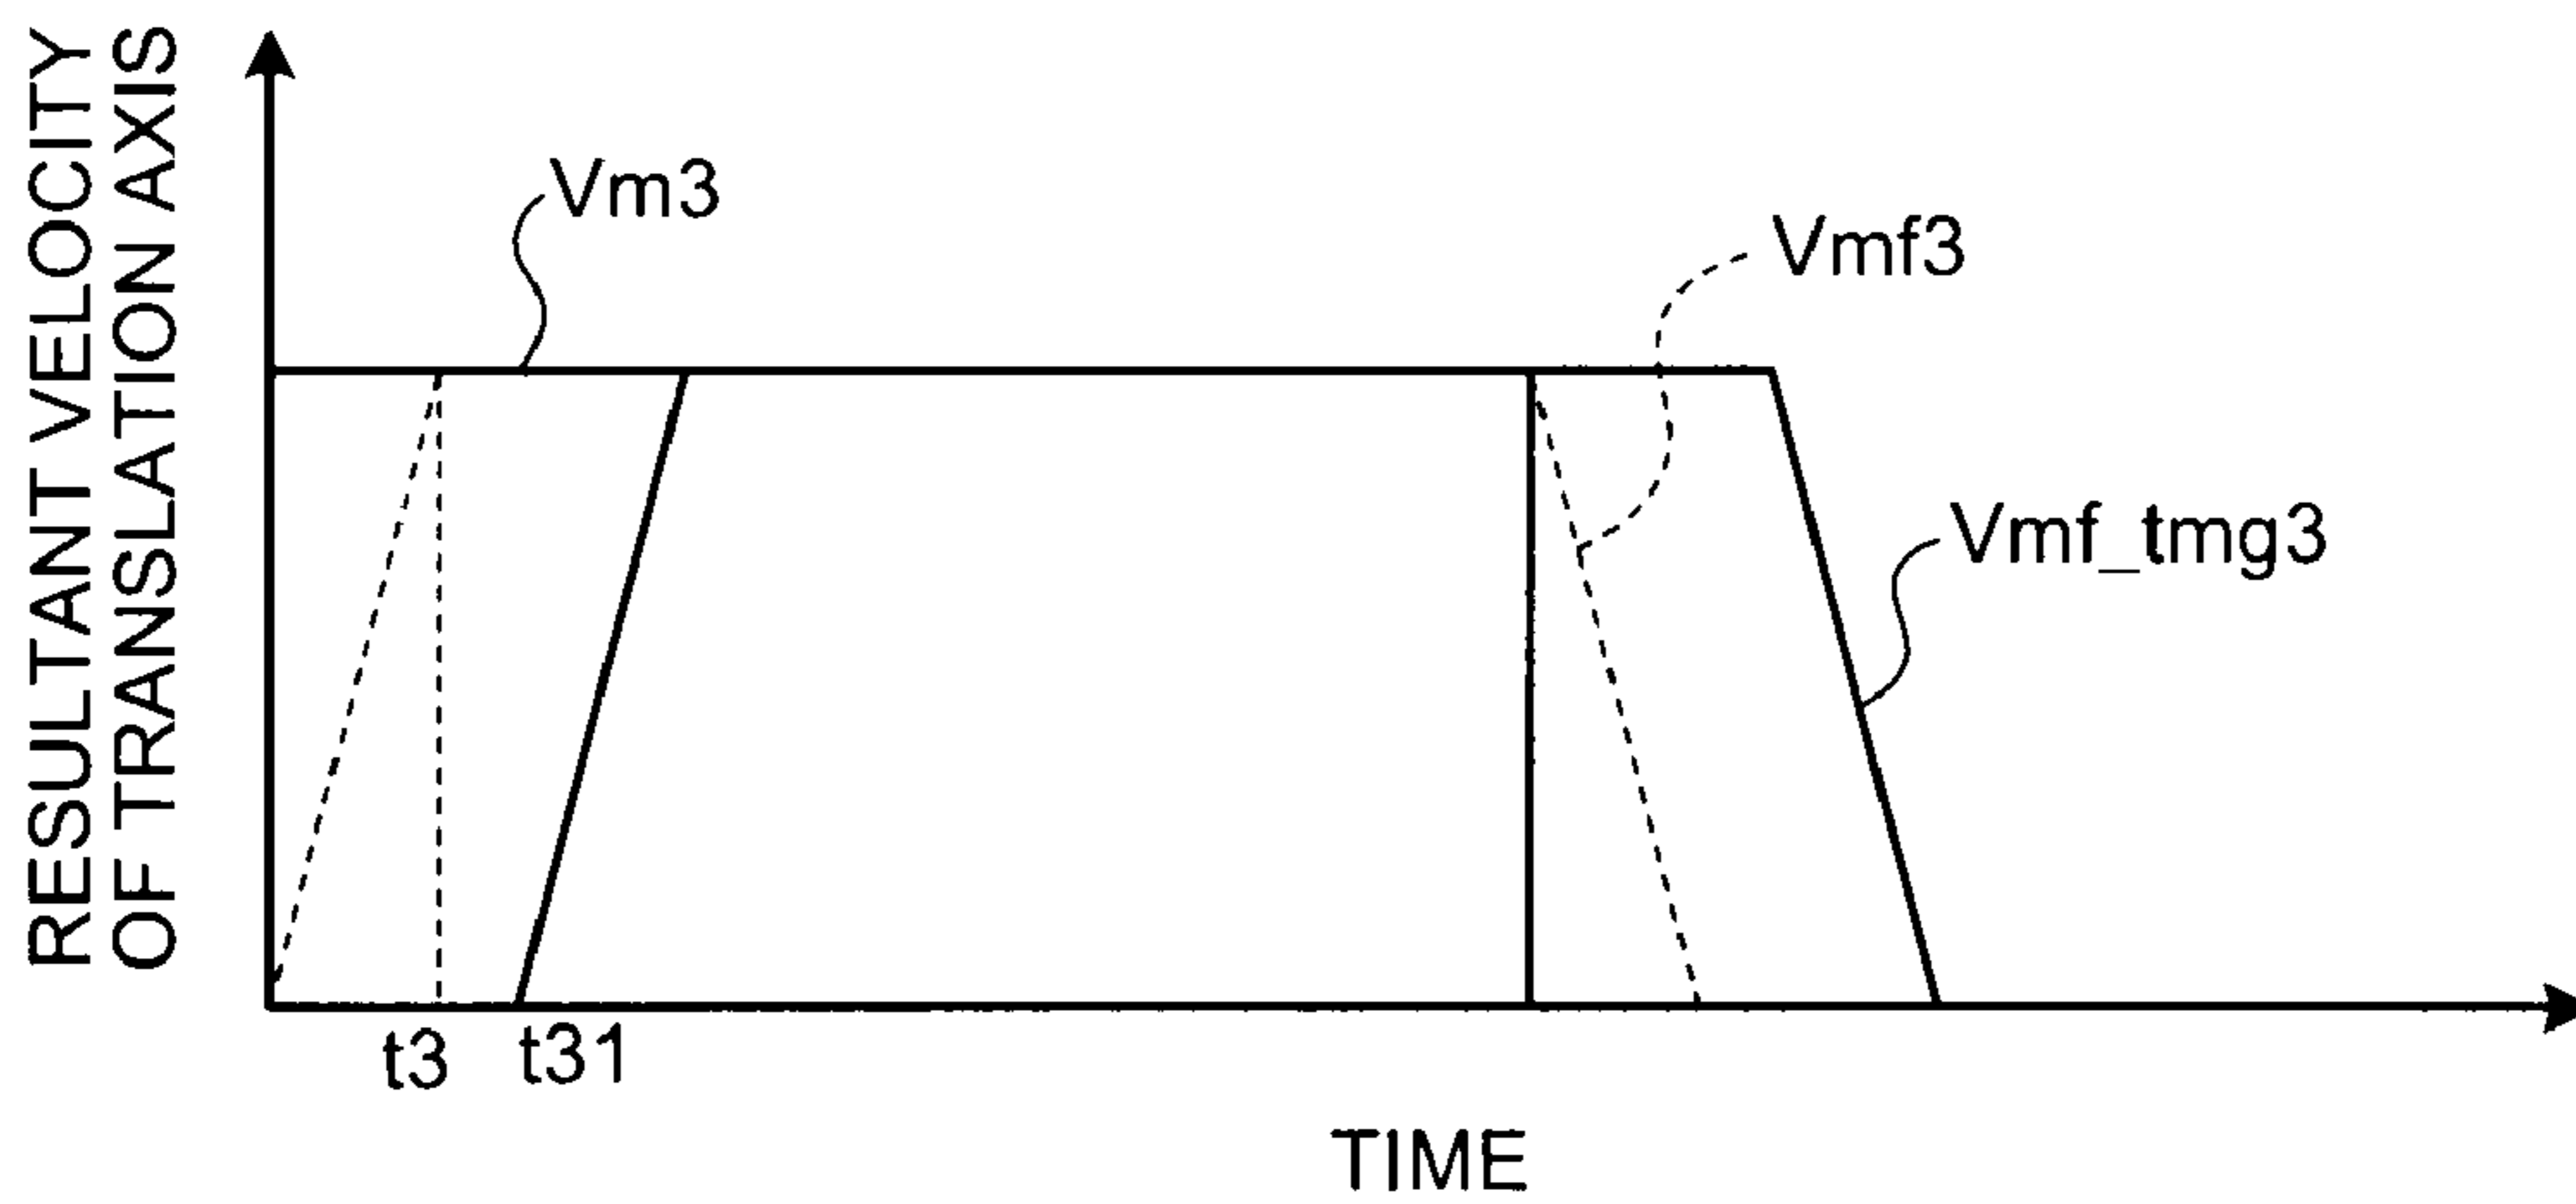 RESULTANT VELOCITY
OF TRANSLATION AXIS
Vm3
Vmf3
Vmf_tmg3
t3
t31
TIME